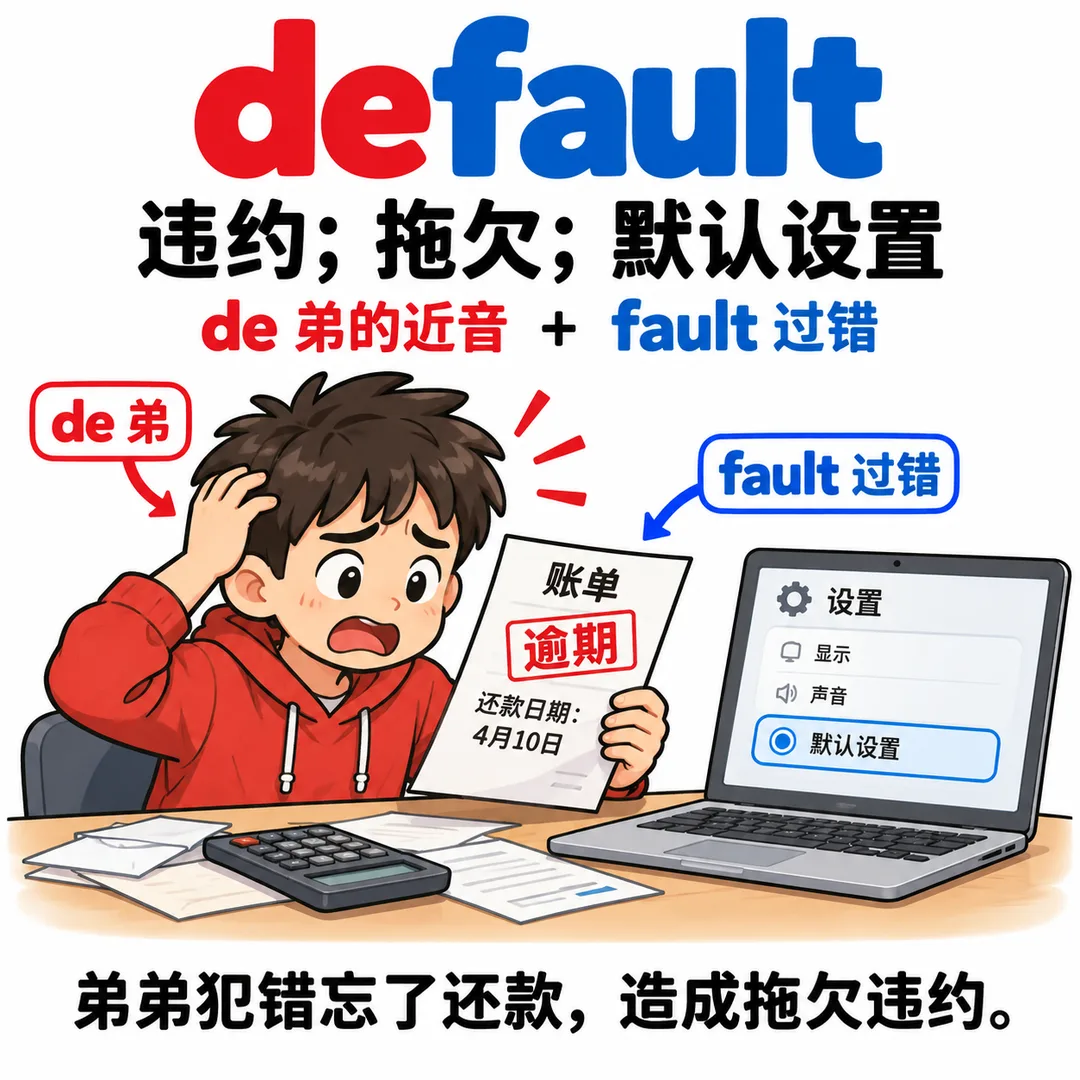 default
违约；拖欠；默认设置
de 弟的近音 + fault 过错
de 弟
fault 过错
账单
逾期
还款日期：
4月10日
设置
显示
声音
默认设置
弟弟犯错忘了还款，造成拖欠违约。